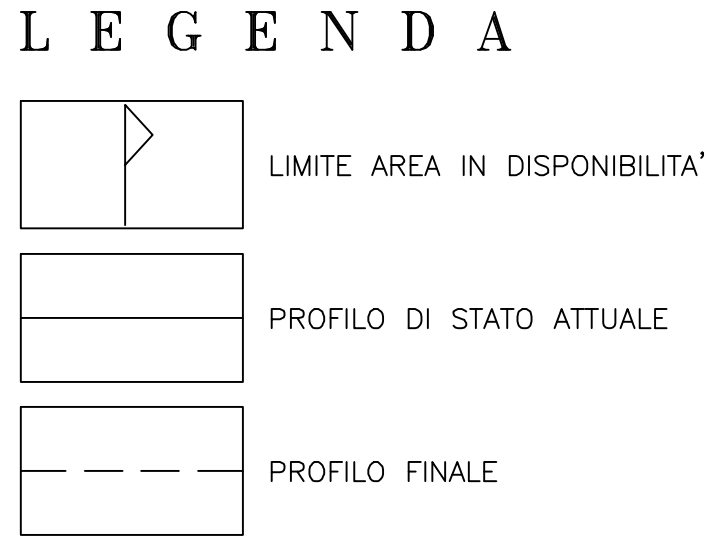 L E G E N D A
LIMITE AREA IN DISPONIBILITA'
PROFILO DI STATO ATTUALE
PROFILO FINALE